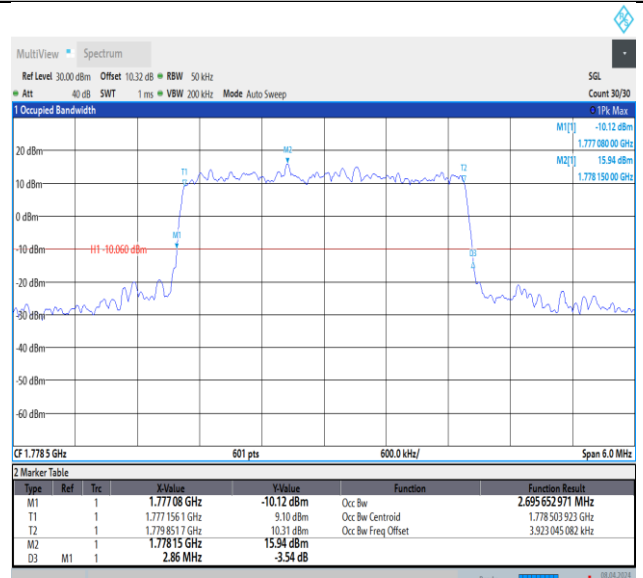 MultiView Spectrum
Ref Level 30.00 dBm Offset 10.32 dB RBW 50 kHz SGL
Att 40 dB SWT 1 ms VBW 200 kHz Mode Auto Sweep Count 30/30
1 Occupied Bandwidth 1Pk Max
M1[1] -10.12 dBm
1.777 080 00 GHz
M2[1] 15.94 dBm
1.778 150 00 GHz
20 dBm
M2
T1
T2
10 dBm
0 dBm
M1
-10 dBm
H1 -10.060 dBm
D3
-20 dBm
-30 dBm
-40 dBm
-50 dBm
-60 dBm
CF 1.778 5 GHz 601 pts 600.0 kHz/ Span 6.0 MHz
2 Marker Table
Type Ref Trc X-Value Y-Value Function Function Result
M1 1 1.777 08 GHz -10.12 dBm Occ Bw 2.695 652 971 MHz
T1 1 1.777 156 1 GHz 9.10 dBm Occ Bw Centroid 1.778 503 923 GHz
T2 1 1.779 851 7 GHz 10.31 dBm Occ Bw Freq Offset 3.923 045 082 kHz
M2 1 1.778 15 GHz 15.94 dBm
D3 M1 1 2.86 MHz -3.54 dB
08.04.2024